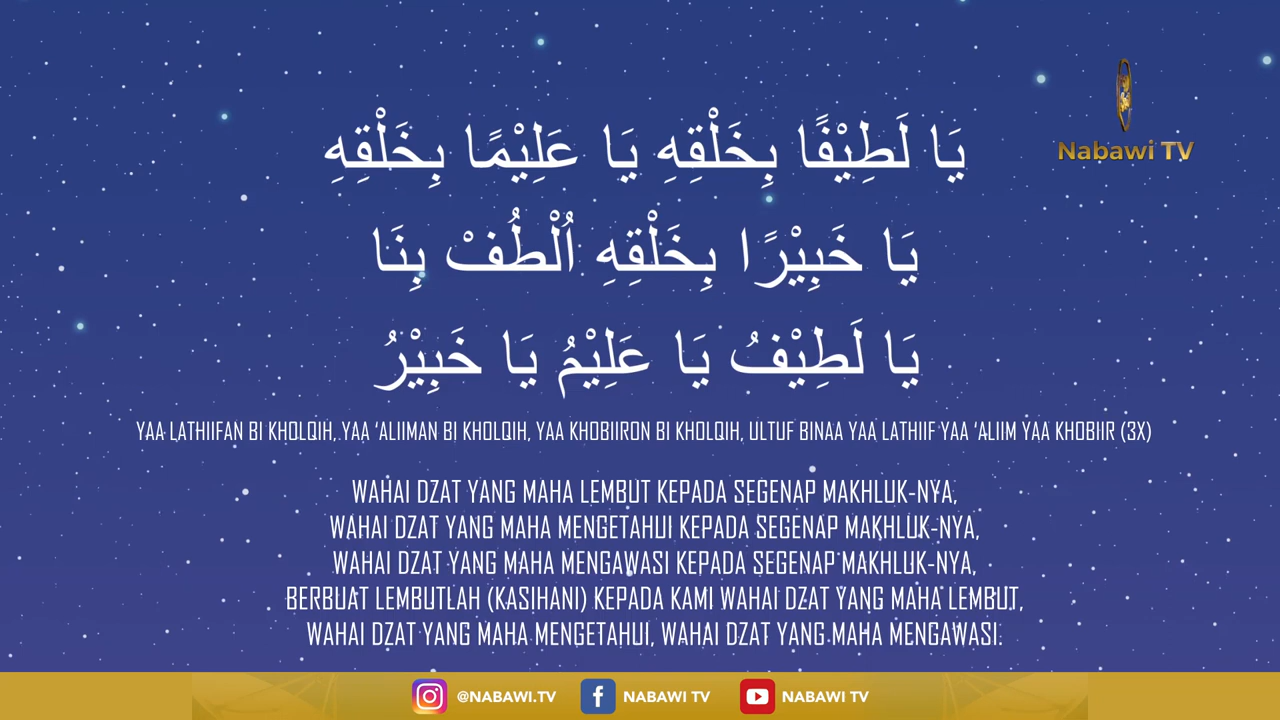 Nabawi TV
يَا لَطِيْفًا بِخَلْقِهِ يَا عَلِيْمًا بِخَلْقِهِ
يَا خَبِيْرًا بِخَلْقِهِ اُلْطُفْ بِنَا
يَا لَطِيْفُ يَا عَلِيْمُ يَا خَبِيْرُ
YAA LATHIIFAN BI KHOLQIH, YAA ‘ALIIMAN BI KHOLQIH, YAA KHOBIIRON BI KHOLQIH, ULTUF BINAA YAA LATHIIF YAA ‘ALIIM YAA KHOBIIR (3X)
WAHAI DZAT YANG MAHA LEMBUT KEPADA SEGENAP MAKHLUK-NYA,
WAHAI DZAT YANG MAHA MENGETAHUI KEPADA SEGENAP MAKHLUK-NYA,
WAHAI DZAT YANG MAHA MENGAWASI KEPADA SEGENAP MAKHLUK-NYA,
BERBUAT LEMBUTLAH (KASIHANI) KEPADA KAMI WAHAI DZAT YANG MAHA LEMBUT,
WAHAI DZAT YANG MAHA MENGETAHUI, WAHAI DZAT YANG MAHA MENGAWASI.
@NABAWI.TV NABAWI TV NABAWI TV